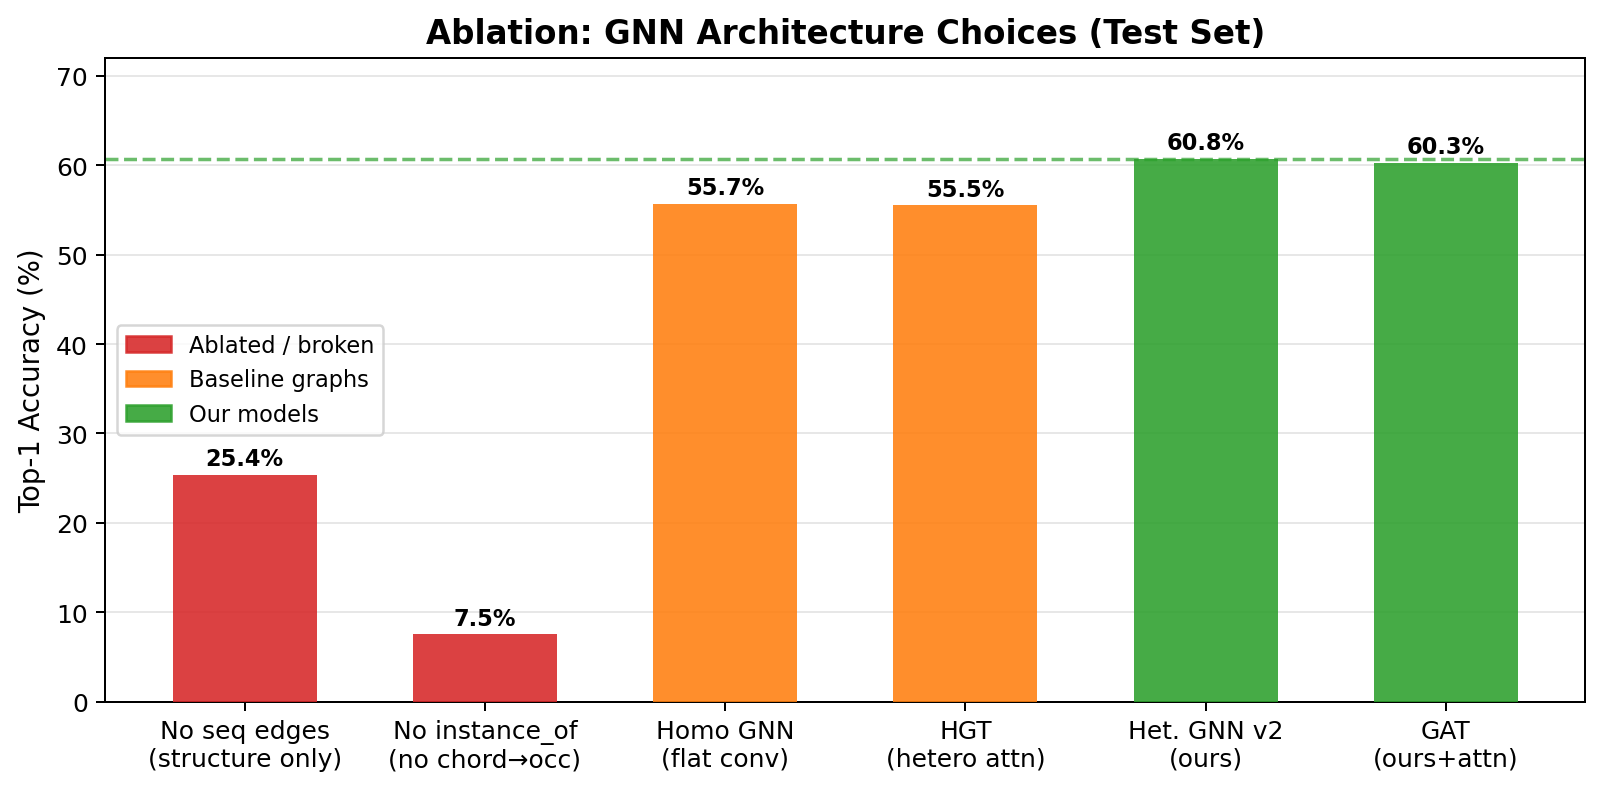 Ablation: GNN Architecture Choices (Test Set)
Top-1 Accuracy (%)
70
60
50
40
30
20
10
0
Ablated / broken
Baseline graphs
Our models
25.4%
7.5%
55.7%
55.5%
60.8%
60.3%
No seq edges
(structure only)
No instance_of
(no chord→occ)
Homo GNN
(flat conv)
HGT
(hetero attn)
Het. GNN v2
(ours)
GAT
(ours+attn)